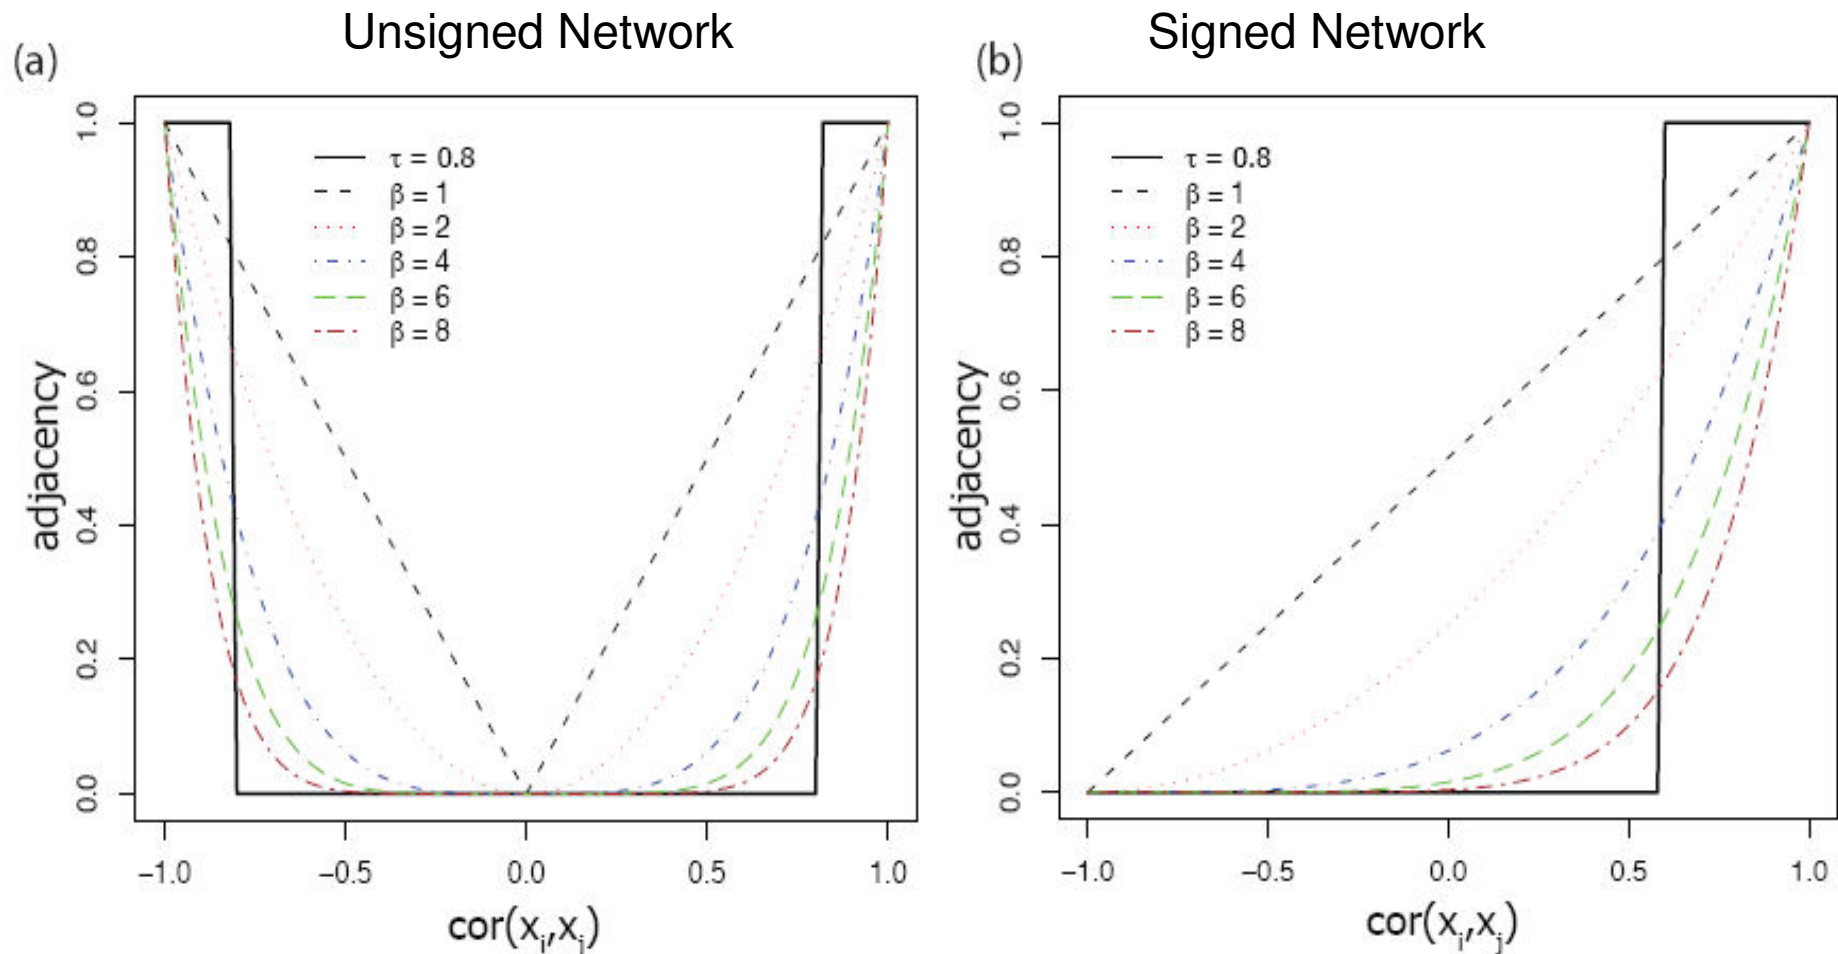 Unsigned Network
(a)
1.0
0.8
0.6
0.4
0.2
0.0
adjacency
τ = 0.8
β = 1
β = 2
β = 4
β = 6
β = 8
−1.0 −0.5 0.0 0.5 1.0
cor(xi,xj)
Signed Network
(b)
1.0
0.8
0.6
0.4
0.2
0.0
adjacency
τ = 0.8
β = 1
β = 2
β = 4
β = 6
β = 8
−1.0 −0.5 0.0 0.5 1.0
cor(xi,xj)